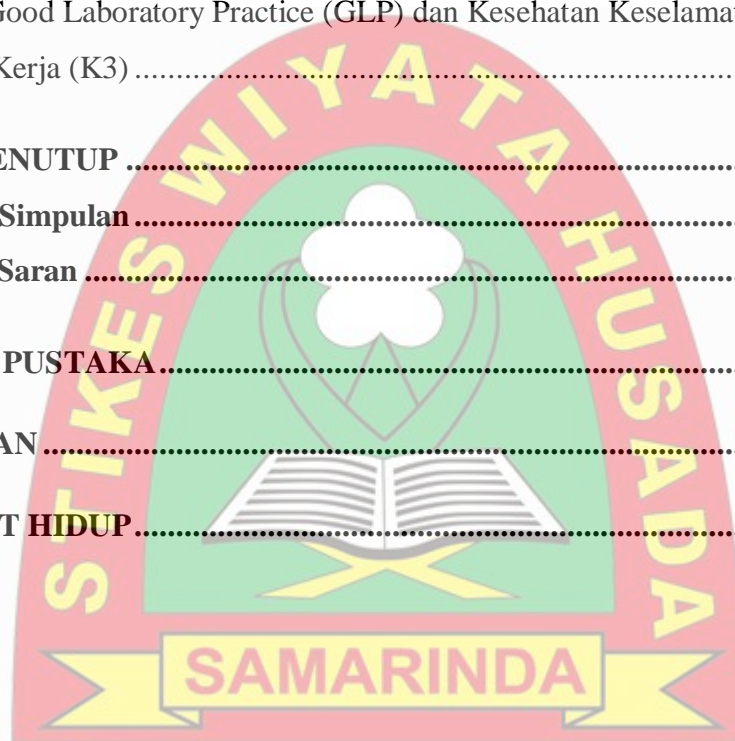 Good Laboratory Practice (GLP) dan Kesehatan Keselamat
Kerja (K3) ................................................................................
ENUTUP ................................................................................
Simpulan ................................................................................
Saran ................................................................................
PUSTAKA ................................................................................
AN ................................................................................
T HIDUP ................................................................................
STIKES WIYATA HUSADA
SAMARINDA